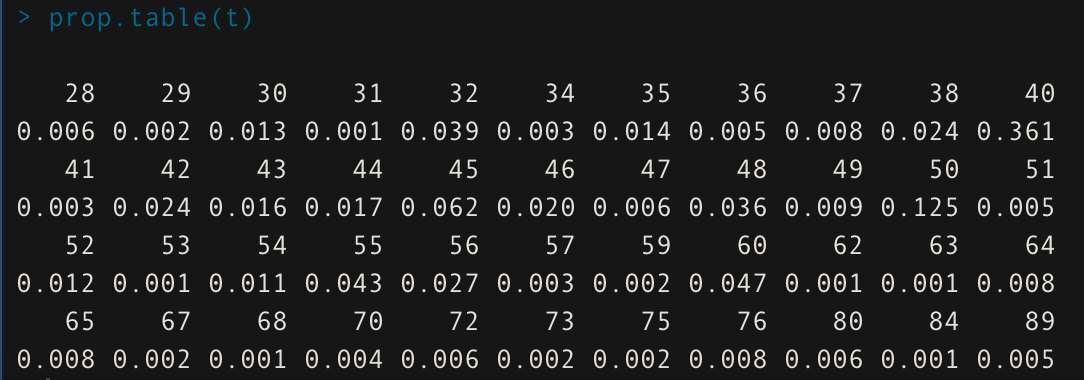 > prop.table(t)
28 29 30 31 32 34 35 36 37 38 40
0.006 0.002 0.013 0.001 0.039 0.003 0.014 0.005 0.008 0.024 0.361
41 42 43 44 45 46 47 48 49 50 51
0.003 0.024 0.016 0.017 0.062 0.020 0.006 0.036 0.009 0.125 0.005
52 53 54 55 56 57 59 60 62 63 64
0.012 0.001 0.011 0.043 0.027 0.003 0.002 0.047 0.001 0.001 0.008
65 67 68 70 72 73 75 76 80 84 89
0.008 0.002 0.001 0.004 0.006 0.002 0.002 0.008 0.006 0.001 0.005